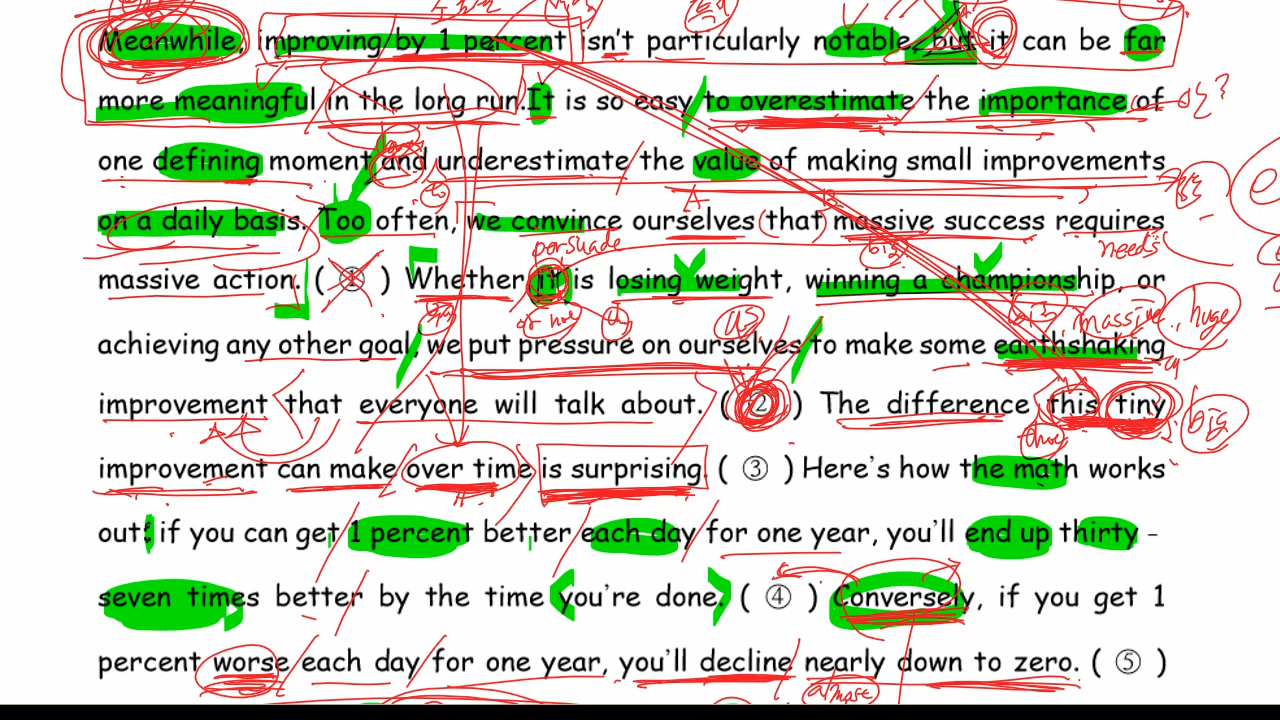 Meanwhile, improving by 1 percent isn't particularly notable, but it can be far
more meaningful in the long run. It is so easy to overestimate the importance of
one defining moment and underestimate the value of making small improvements
on a daily basis. Too often, we convince ourselves that massive success requires
persuade
needs
massive action. ( ① ) Whether it is losing weight, winning a championship, or
big
massive, huge
achieving any other goal, we put pressure on ourselves to make some earthshaking
improvement that everyone will talk about. ( ② ) The difference this tiny
big
improvement can make over time is surprising. ( ③ ) Here's how the math works
out: if you can get 1 percent better each day for one year, you'll end up thirty -
seven times better by the time you're done. ( ④ ) Conversely, if you get 1
percent worse each day for one year, you'll decline nearly down to zero. ( ⑤ )
almost